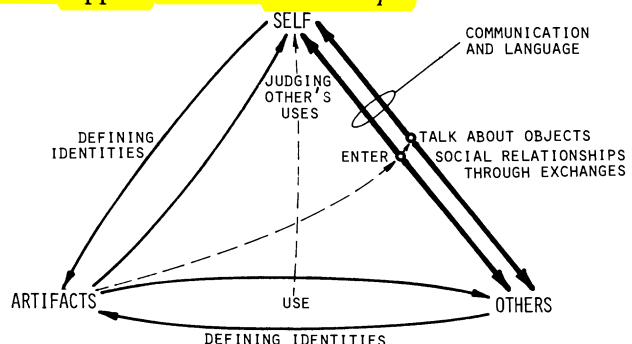 SELF
COMMUNICATION
AND LANGUAGE
JUDGING
OTHER'S
USES
DEFINING
IDENTITIES
TALK ABOUT OBJECTS
ENTER SOCIAL RELATIONSHIPS
THROUGH EXCHANGES
ARTIFACTS
USE
OTHERS
DEFINING IDENTITIES